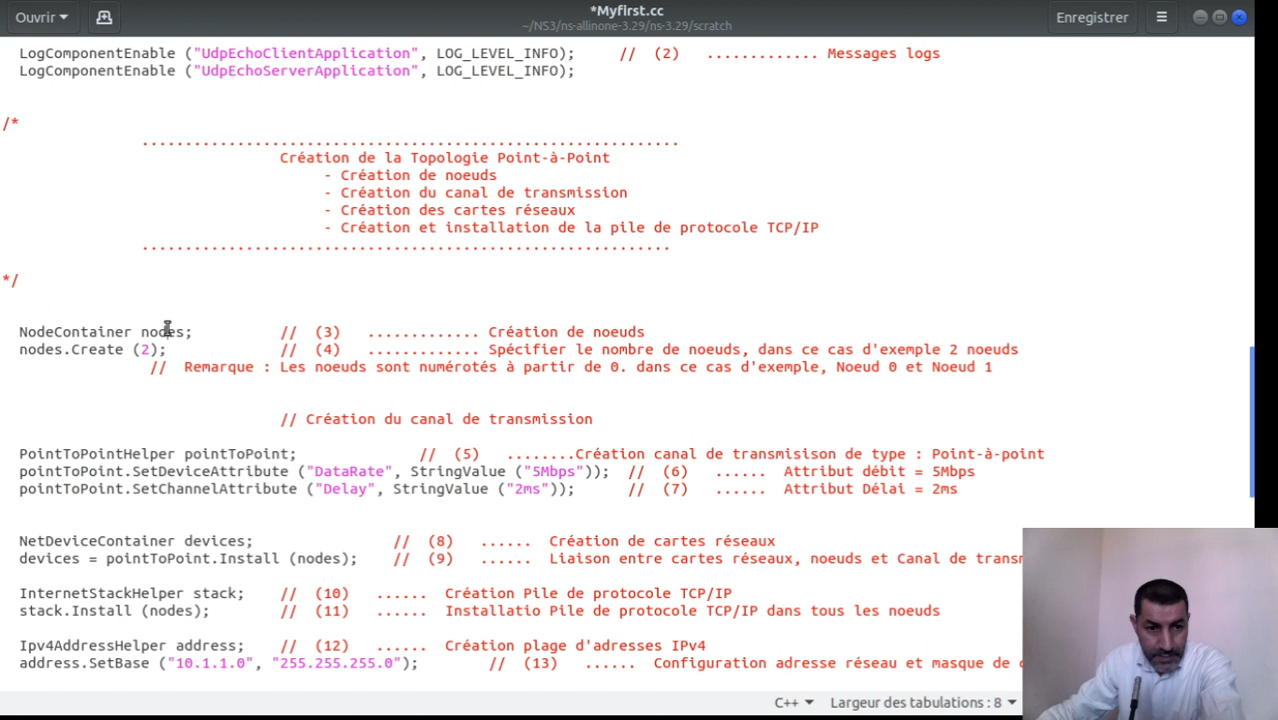 Ouvrir
*Myfirst.cc
~/NS3/ns-allinone-3.29/ns-3.29/scratch
Enregistrer
LogComponentEnable ("UdpEchoClientApplication", LOG_LEVEL_INFO); // (2) ............. Messages logs
LogComponentEnable ("UdpEchoServerApplication", LOG_LEVEL_INFO);
/*
..............................................................
Création de la Topologie Point-à-Point
- Création de noeuds
- Création du canal de transmission
- Création des cartes réseaux
- Création et installation de la pile de protocole TCP/IP
.............................................................
*/
NodeContainer nodes; // (3) ............. Création de noeuds
nodes.Create (2); // (4) ............. Spécifier le nombre de noeuds, dans ce cas d'exemple 2 noeuds
// Remarque : Les noeuds sont numérotés à partir de 0. dans ce cas d'exemple, Noeud 0 et Noeud 1
// Création du canal de transmission
PointToPointHelper pointToPoint; // (5) ........Création canal de transmisison de type : Point-à-point
pointToPoint.SetDeviceAttribute ("DataRate", StringValue ("5Mbps")); // (6) ...... Attribut débit = 5Mbps
pointToPoint.SetChannelAttribute ("Delay", StringValue ("2ms")); // (7) ...... Attribut Délai = 2ms
NetDeviceContainer devices; // (8) ...... Création de cartes réseaux
devices = pointToPoint.Install (nodes); // (9) ...... Liaison entre cartes réseaux, noeuds et Canal de transm
InternetStackHelper stack; // (10) ...... Création Pile de protocole TCP/IP
stack.Install (nodes); // (11) ...... Installatio Pile de protocole TCP/IP dans tous les noeuds
Ipv4AddressHelper address; // (12) ...... Création plage d'adresses IPv4
address.SetBase ("10.1.1.0", "255.255.255.0"); // (13) ...... Configuration adresse réseau et masque de
C++ Largeur des tabulations : 8